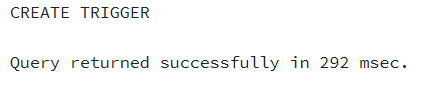 CREATE TRIGGER
Query returned successfully in 292 msec.